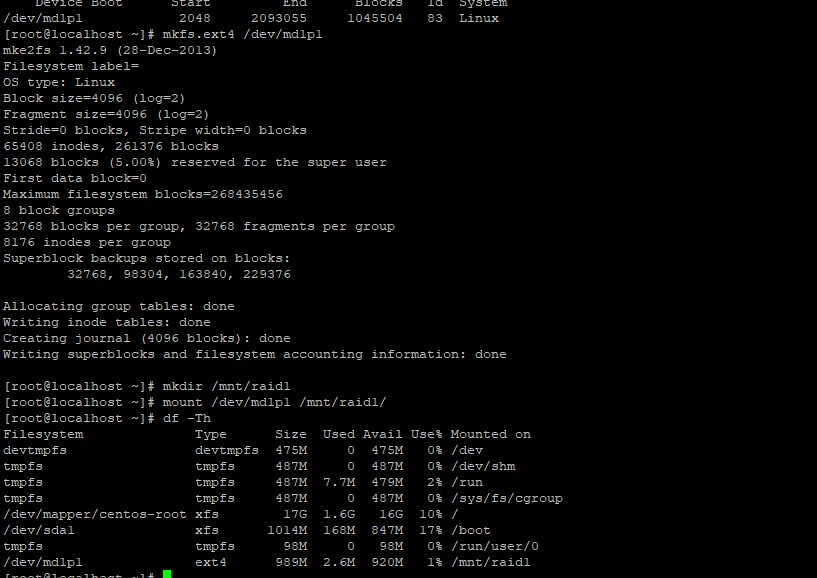 Device Boot      Start         End      Blocks   Id  System
/dev/md1p1            2048     2093055     1045504   83  Linux
[root@localhost ~]# mkfs.ext4 /dev/md1p1
mke2fs 1.42.9 (28-Dec-2013)
Filesystem label=
OS type: Linux
Block size=4096 (log=2)
Fragment size=4096 (log=2)
Stride=0 blocks, Stripe width=0 blocks
65408 inodes, 261376 blocks
13068 blocks (5.00%) reserved for the super user
First data block=0
Maximum filesystem blocks=268435456
8 block groups
32768 blocks per group, 32768 fragments per group
8176 inodes per group
Superblock backups stored on blocks:
        32768, 98304, 163840, 229376
Allocating group tables: done
Writing inode tables: done
Creating journal (4096 blocks): done
Writing superblocks and filesystem accounting information: done
[root@localhost ~]# mkdir /mnt/raid1
[root@localhost ~]# mount /dev/md1p1 /mnt/raid1/
[root@localhost ~]# df -Th
Filesystem              Type      Size  Used Avail Use% Mounted on
devtmpfs                devtmpfs  475M     0  475M   0% /dev
tmpfs                   tmpfs     487M     0  487M   0% /dev/shm
tmpfs                   tmpfs     487M  7.7M  479M   2% /run
tmpfs                   tmpfs     487M     0  487M   0% /sys/fs/cgroup
/dev/mapper/centos-root xfs        17G  1.6G   16G  10% /
/dev/sda1               xfs      1014M  168M  847M  17% /boot
tmpfs                   tmpfs      98M     0   98M   0% /run/user/0
/dev/md1p1              ext4      989M  2.6M  920M   1% /mnt/raid1
[root@localhost ~]#